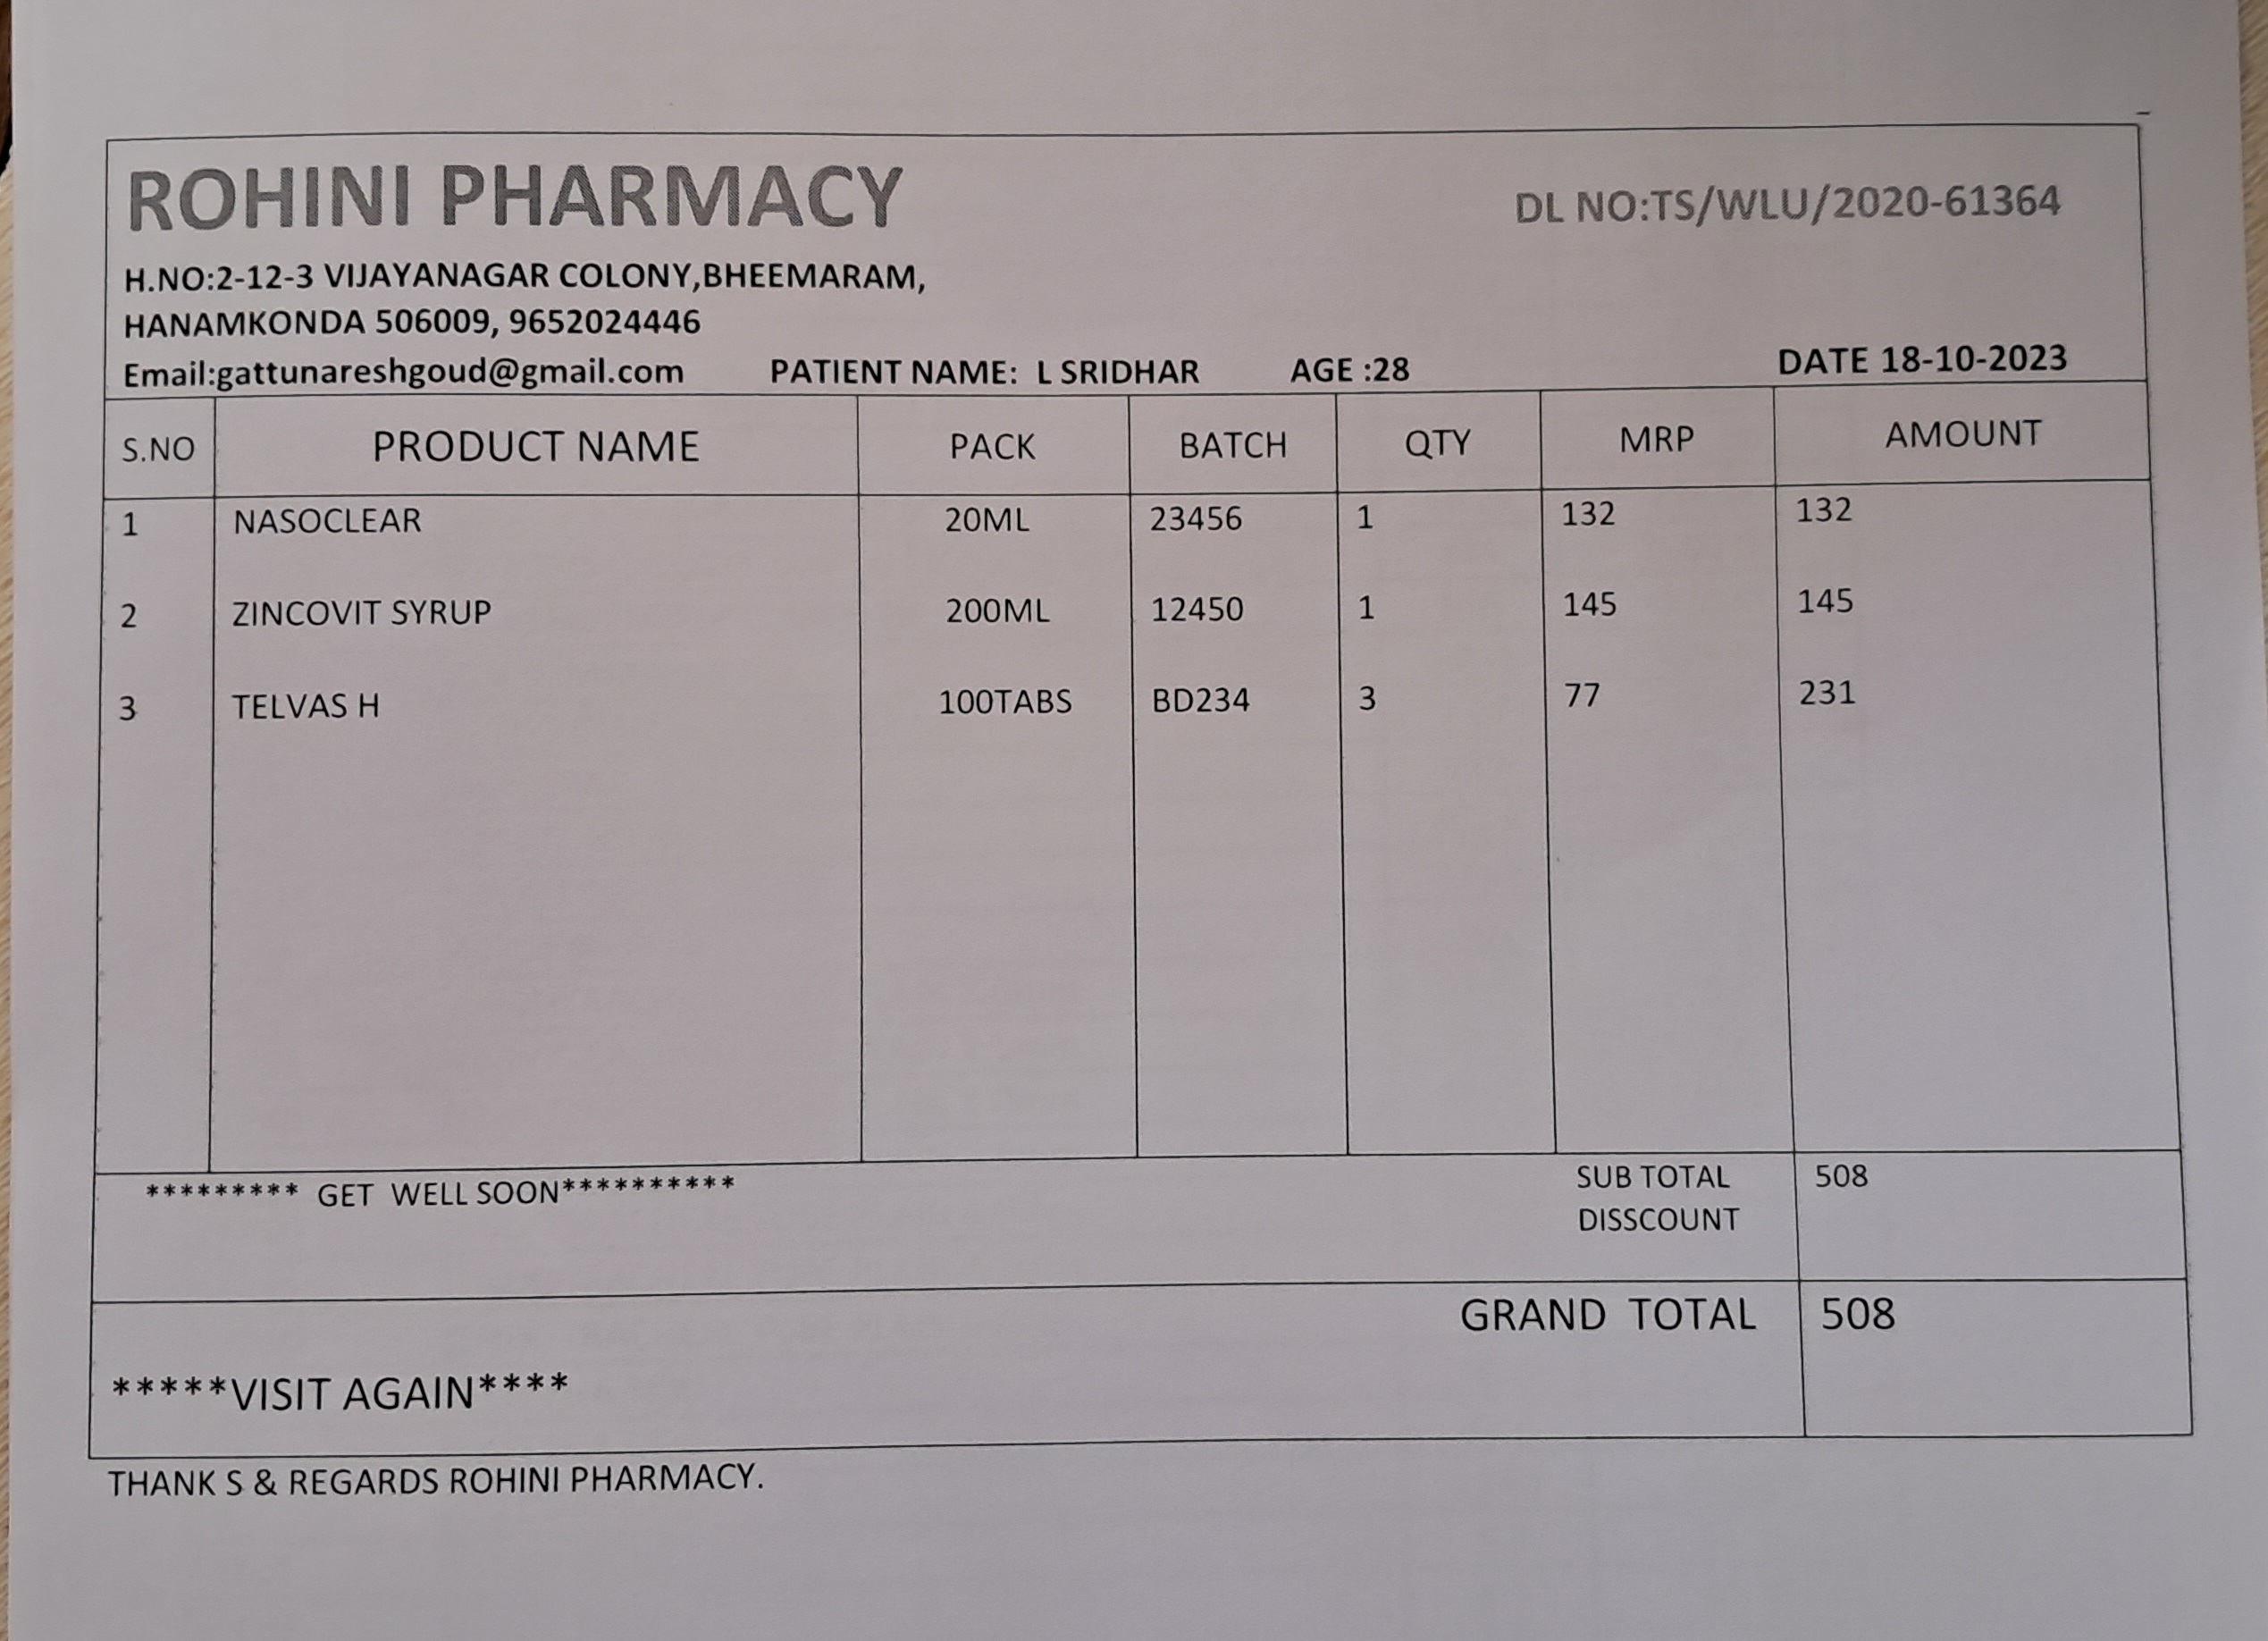 ROHINI PHARMACY
DL NO:TS/WLU/2020-61364
H.NO:2-12-3 VIJAYANAGAR COLONY,BHEEMARAM,
HANAMKONDA 506009, 9652024446
Email:gattunareshgoud@gmail.com PATIENT NAME: L SRIDHAR AGE :28 DATE 18-10-2023
S.NO PRODUCT NAME PACK BATCH QTY MRP AMOUNT
1 NASOCLEAR 20ML 23456 1 132 132
2 ZINCOVIT SYRUP 200ML 12450 1 145 145
3 TELVAS H 100TABS BD234 3 77 231
********* GET WELL SOON********** SUB TOTAL 508
DISSCOUNT
GRAND TOTAL 508
*****VISIT AGAIN****
THANK S & REGARDS ROHINI PHARMACY.